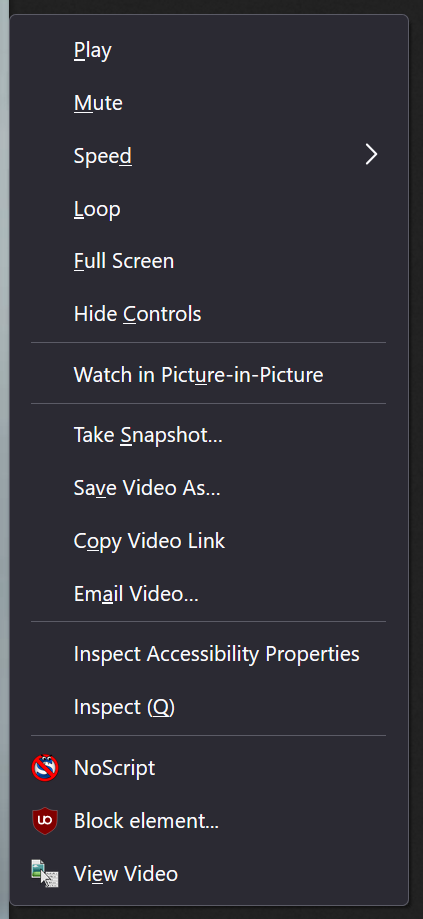 Play
Mute
Speed
Loop
Full Screen
Hide Controls
Watch in Picture-in-Picture
Take Snapshot...
Save Video As...
Copy Video Link
Email Video...
Inspect Accessibility Properties
Inspect (Q)
NoScript
Block element...
View Video